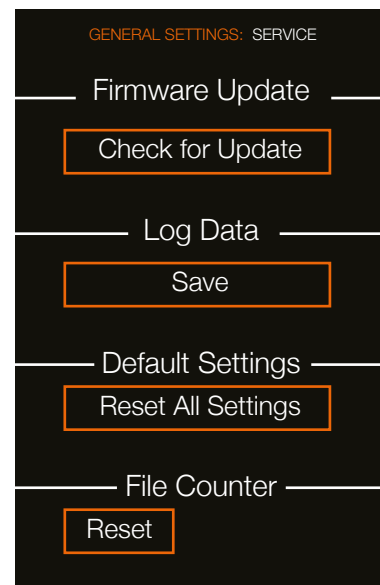 GENERAL SETTINGS: SERVICE
Firmware Update
Check for Update
Log Data
Save
Default Settings
Reset All Settings
File Counter
Reset